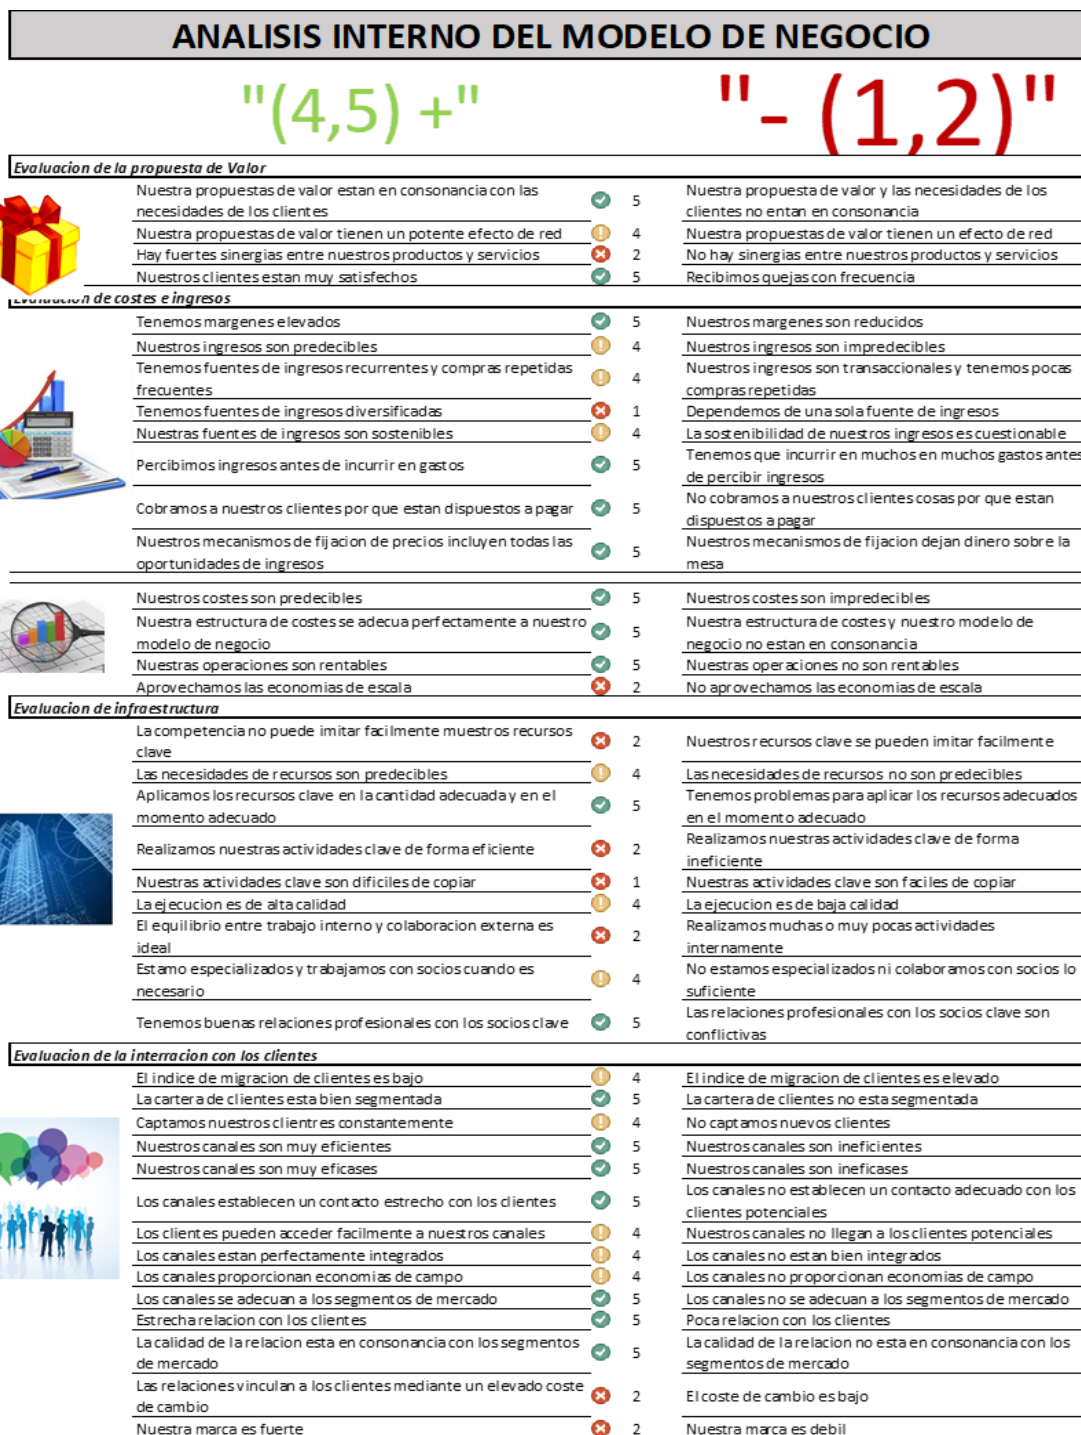 ANALISIS INTERNO DEL MODELO DE NEGOCIO
"(4,5) +" "- (1,2)"
Evaluacion de la propuesta de Valor
Nuestra propuestas de valor estan en consonancia con las
necesidades de los clientes
5
Nuestra propuesta de valor y las necesidades de los
clientes no entan en consonancia
Nuestra propuestas de valor tienen un potente efecto de red 4 Nuestra propuestas de valor tienen un efecto de red
Hay fuertes sinergias entre nuestros productos y servicios 2 No hay sinergias entre nuestros productos y servicios
Nuestros clientes estan muy satisfechos 5 Recibimos quejas con frecuencia
Evaluacion de costes e ingresos
Tenemos margenes elevados 5 Nuestros margenes son reducidos
Nuestros ingresos son predecibles 4 Nuestros ingresos son impredecibles
Tenemos fuentes de ingresos recurrentes y compras repetidas
frecuentes
4
Nuestros ingresos son transaccionales y tenemos pocas
compras repetidas
Tenemos fuentes de ingresos diversificadas 1 Dependemos de una sola fuente de ingresos
Nuestras fuentes de ingresos son sostenibles 4 La sostenibilidad de nuestros ingresos es cuestionable
Percibimos ingresos antes de incurrir en gastos 5
Tenemos que incurrir en muchos en muchos gastos antes
de percibir ingresos
Cobramos a nuestros clientes por que estan dispuestos a pagar 5
No cobramos a nuestros clientes cosas por que estan
dispuestos a pagar
Nuestros mecanismos de fijacion de precios incluyen todas las
oportunidades de ingresos
5
Nuestros mecanismos de fijacion dejan dinero sobre la
mesa
Nuestros costes son predecibles 5 Nuestros costes son impredecibles
Nuestra estructura de costes se adecua perfectamente a nuestro
modelo de negocio
5
Nuestra estructura de costes y nuestro modelo de
negocio no estan en consonancia
Nuestras operaciones son rentables 5 Nuestras operaciones no son rentables
Aprovechamos las economias de escala 2 No aprovechamos las economias de escala
Evaluacion de infraestructura
La competencia no puede imitar facilmente muestros recursos
clave
2 Nuestros recursos clave se pueden imitar facilmente
Las necesidades de recursos son predecibles 4 Las necesidades de recursos no son predecibles
Aplicamos los recursos clave en la cantidad adecuada y en el
momento adecuado
5
Tenemos problemas para aplicar los recursos adecuados
en el momento adecuado
Realizamos nuestras actividades clave de forma eficiente 2
Realizamos nuestras actividades clave de forma
ineficiente
Nuestras actividades clave son dificiles de copiar 1 Nuestras actividades clave son faciles de copiar
La ejecucion es de alta calidad 4 La ejecucion es de baja calidad
El equilibrio entre trabajo interno y colaboracion externa es
ideal
2
Realizamos muchas o muy pocas actividades
internamente
Estamo especializados y trabajamos con socios cuando es
necesario
4
No estamos especializados ni colaboramos con socios lo
suficiente
Tenemos buenas relaciones profesionales con los socios clave 5
Las relaciones profesionales con los socios clave son
conflictivas
Evaluacion de la interracion con los clientes
El indice de migracion de clientes es bajo 4 El indice de migracion de clientes es elevado
La cartera de clientes esta bien segmentada 5 La cartera de clientes no esta segmentada
Captamos nuestros clientres constantemente 4 No captamos nuevos clientes
Nuestros canales son muy eficientes 5 Nuestros canales son ineficientes
Nuestros canales son muy eficases 5 Nuestros canales son ineficases
Los canales establecen un contacto estrecho con los clientes 5
Los canales no establecen un contacto adecuado con los
clientes potenciales
Los clientes pueden acceder facilmente a nuestros canales 4 Nuestros canales no llegan a los clientes potenciales
Los canales estan perfectamente integrados 4 Los canales no estan bien integrados
Los canales proporcionan economias de campo 4 Los canales no proporcionan economias de campo
Los canales se adecuan a los segmentos de mercado 5 Los canales no se adecuan a los segmentos de mercado
Estrecha relacion con los clientes 5 Poca relacion con los clientes
La calidad de la relacion esta en consonancia con los segmentos
de mercado
5
La calidad de la relacion no esta en consonancia con los
segmentos de mercado
Las relaciones vinculan a los clientes mediante un elevado coste
de cambio
2 El coste de cambio es bajo
Nuestra marca es fuerte 2 Nuestra marca es debil